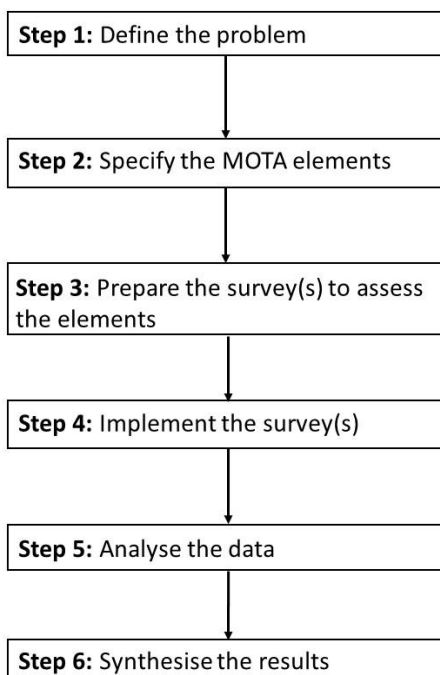 Step 1: Define the problem
Step 2: Specify the MOTA elements
Step 3: Prepare the survey(s) to assess
the elements
Step 4: Implement the survey(s)
Step 5: Analyse the data
Step 6: Synthesise the results